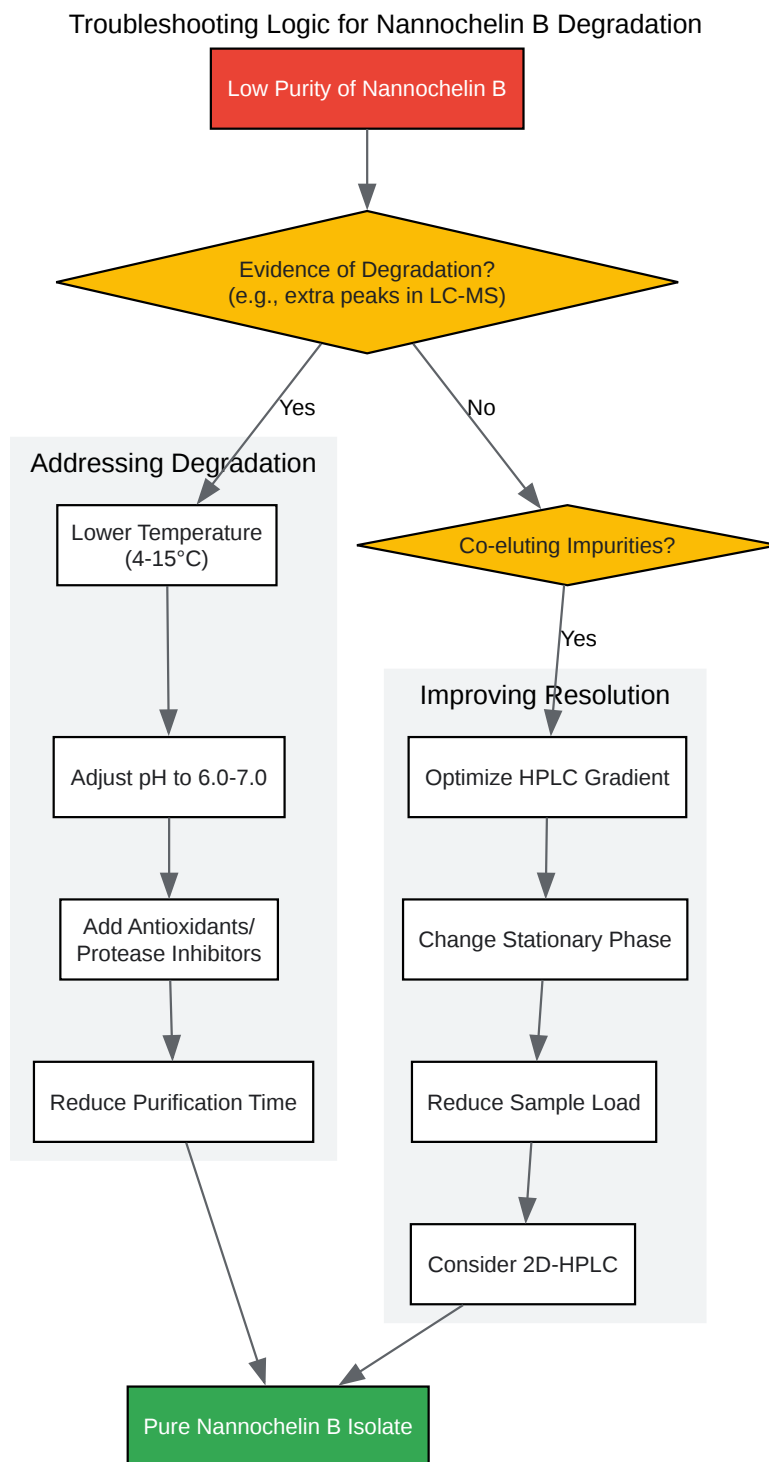 Troubleshooting Logic for Nannochelin B Degradation
Low Purity of Nannochelin B
Evidence of Degradation?
(e.g., extra peaks in LC-MS)
Yes
No
Addressing Degradation
Lower Temperature
(4-15°C)
Adjust pH to 6.0-7.0
Add Antioxidants/
Protease Inhibitors
Reduce Purification Time
Co-eluting Impurities?
Yes
Improving Resolution
Optimize HPLC Gradient
Change Stationary Phase
Reduce Sample Load
Consider 2D-HPLC
Pure Nannochelin B Isolate